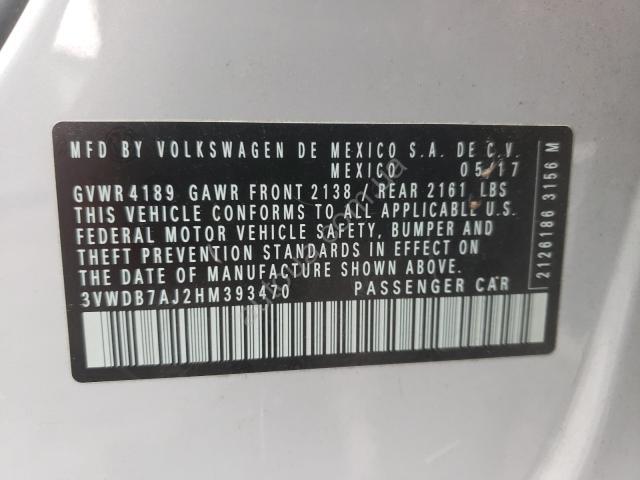 MFD BY VOLKSWAGEN DE MEXICO S.A. DE C.V.
MEXICO 05/17
GVWR 4189 GAWR FRONT 2138 / REAR 2161 LBS
THIS VEHICLE CONFORMS TO ALL APPLICABLE U.S.
FEDERAL MOTOR VEHICLE SAFETY, BUMPER AND
THEFT PREVENTION STANDARDS IN EFFECT ON
THE DATE OF MANUFACTURE SHOWN ABOVE.
3VWDB7AJ2HM393420 PASSENGER CAR
2126186 3156 M